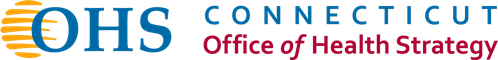 OHS
CONNECTICUT
Office of Health Strategy